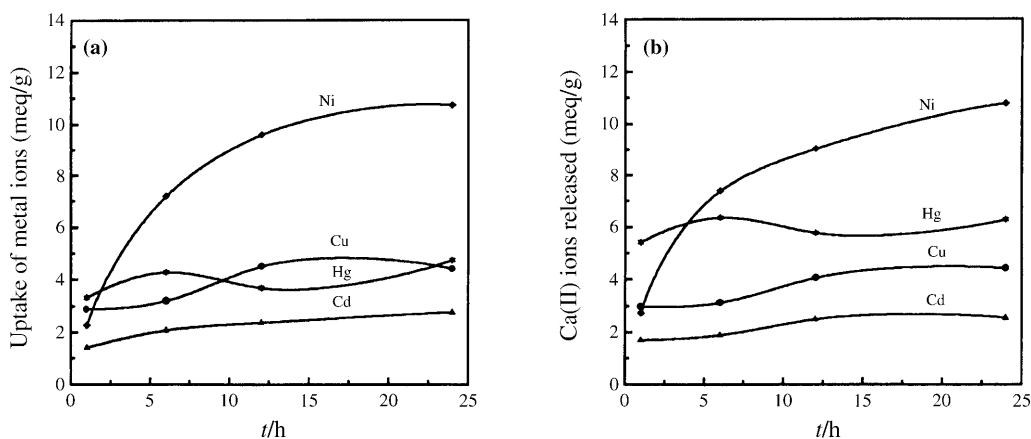 (a)
Uptake of metal ions (meq/g)
14
12
10
8
6
4
2
0
Ni
Cu
Hg
Cd
0 5 10 15 20 25
t/h
(b)
Ca(II) ions released (meq/g)
14
12
10
8
6
4
2
0
Ni
Hg
Cu
Cd
0 5 10 15 20 25
t/h